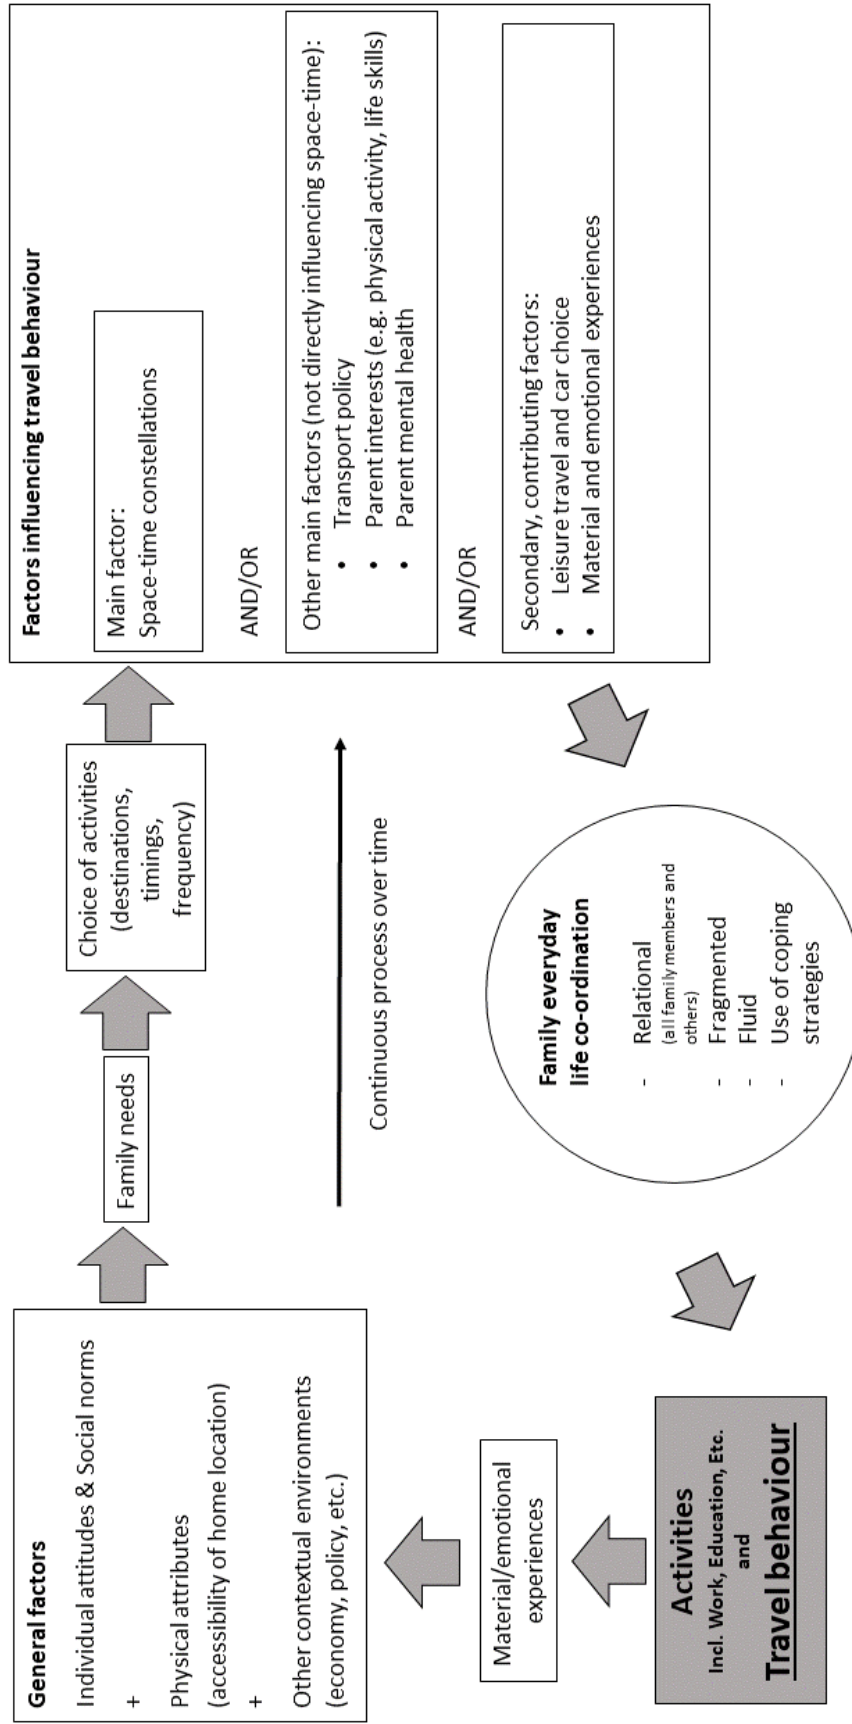 General factors
Individual attitudes & Social norms
+
Physical attributes
(accessibility of home location)
+
Other contextual environments
(economy, policy, etc.)
Family needs
Choice of activities
(destinations,
timings,
frequency)
Factors influencing travel behaviour
Main factor:
Space-time constellations
AND/OR
Other main factors (not directly influencing space-time):
• Transport policy
• Parent interests (e.g. physical activity, life skills)
• Parent mental health
AND/OR
Secondary, contributing factors:
• Leisure travel and car choice
• Material and emotional experiences
Continuous process over time
Family everyday
life co-ordination
- Relational
(all family members and
others)
- Fragmented
- Fluid
- Use of coping
strategies
Activities
Incl. Work, Education, Etc.
and
Travel behaviour
Material/emotional
experiences